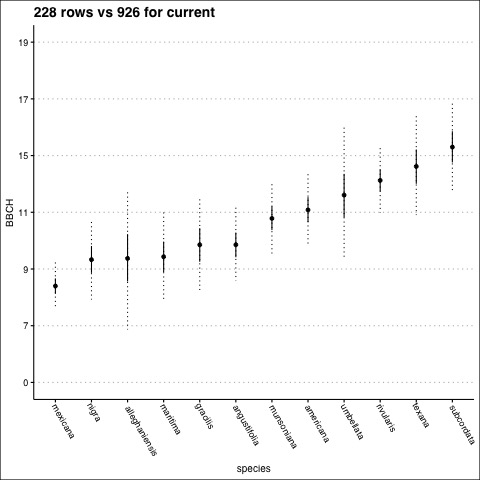 228 rows vs 926 for current
19
17
15
11
9
7
0
BBCH
mexicana
nigra
alleghaniensis
maritima
gracilis
angustifolia
munsoniana
americana
umbellata
rivularis
texana
subcordata
species